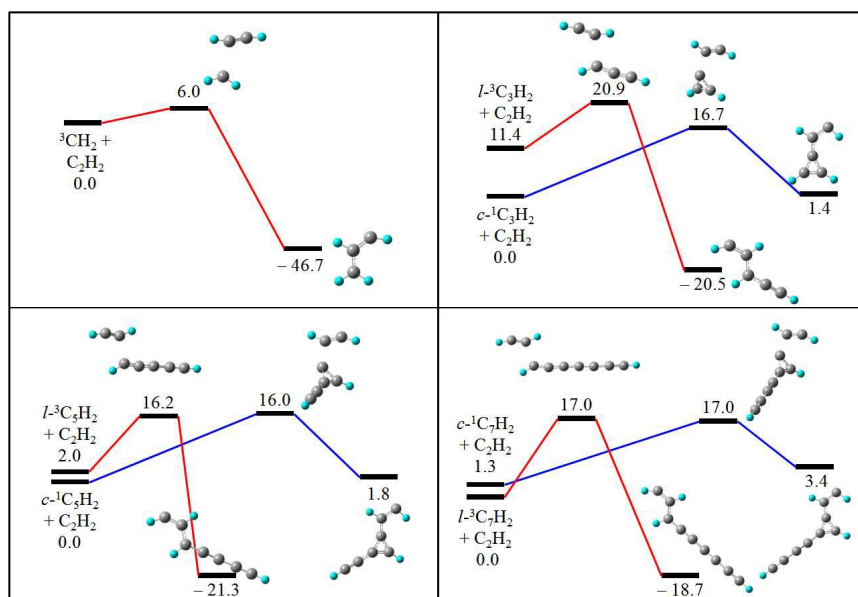 6.0
³CH₂ +
C₂H₂
0.0
− 46.7
l-³C₃H₂
+ C₂H₂
11.4
20.9
16.7
c-¹C₃H₂
+ C₂H₂
0.0
1.4
− 20.5
l-³C₅H₂
+ C₂H₂
2.0
16.2
16.0
c-¹C₅H₂
+ C₂H₂
0.0
1.8
− 21.3
c-¹C₇H₂
+ C₂H₂
1.3
17.0
17.0
l-³C₇H₂
+ C₂H₂
0.0
3.4
− 18.7